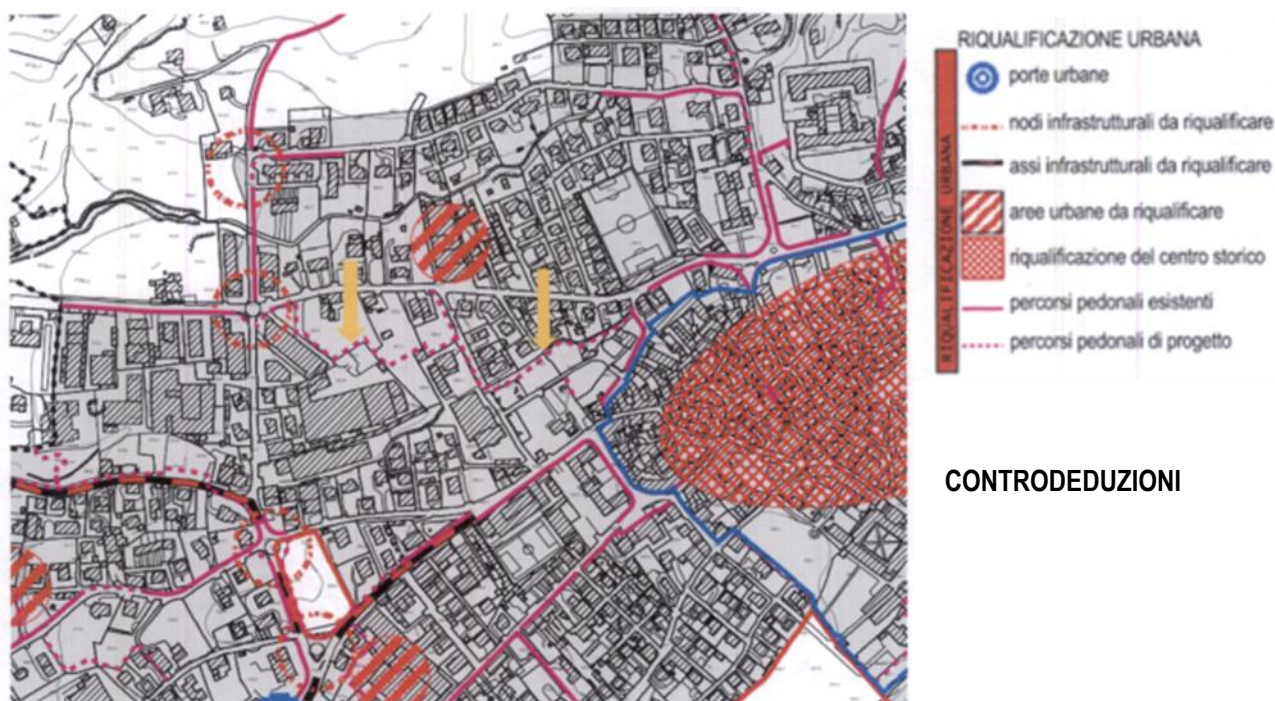 RIQUALIFICAZIONE URBANA
RIQUALIFICAZIONE URBANA
porte urbane
nodi infrastrutturali da riqualificare
assi infrastrutturali da riqualificare
aree urbane da riqualificare
riqualificazione del centro storico
percorsi pedonali esistenti
percorsi pedonali di progetto
CONTRODEDUZIONI